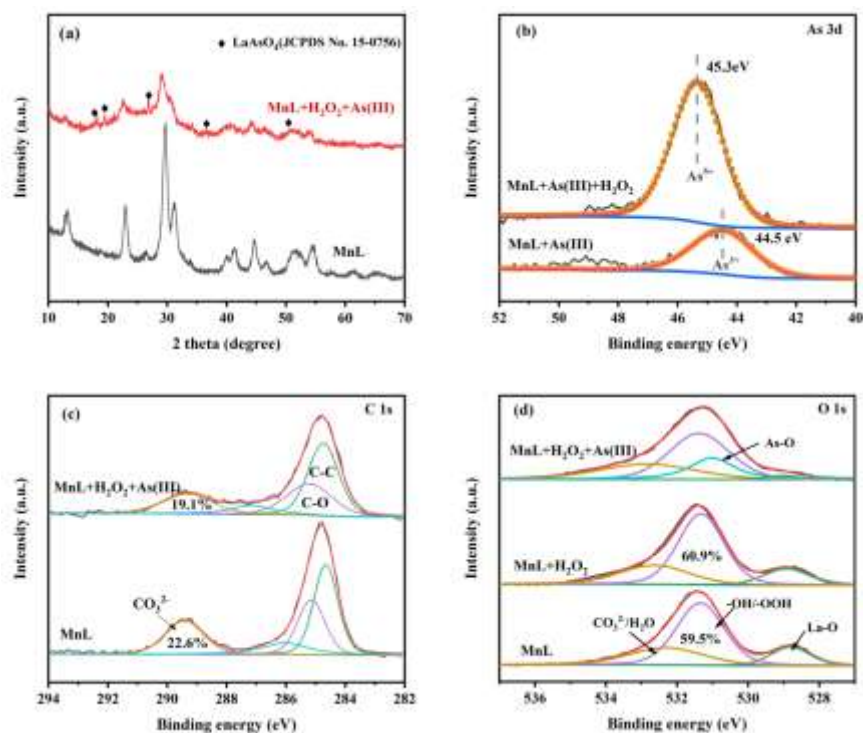 (a)
♦ LaAsO₄(JCPDS No. 15-0756)
MnL+H₂O₂+As(III)
MnL
Intensity (a.u.)
10 20 30 40 50 60 70
2 theta (degree)
(b)
As 3d
45.3eV
As⁵⁺
MnL+As(III)+H₂O₂
MnL+As(III)
44.5 eV
As³⁺
Intensity (a.u.)
52 50 48 46 44 42 40
Binding energy (eV)
(c)
C 1s
MnL+H₂O₂+As(III)
19.1%
C-C
C-O
CO₃²⁻
MnL
22.6%
Intensity (a.u.)
294 292 290 288 286 284 282
Binding energy (eV)
(d)
O 1s
MnL+H₂O₂+As(III)
As-O
MnL+H₂O₂
60.9%
-OH/-OOH
CO₃²⁻/H₂O
59.5%
La-O
MnL
Intensity (a.u.)
536 534 532 530 528
Binding energy (eV)